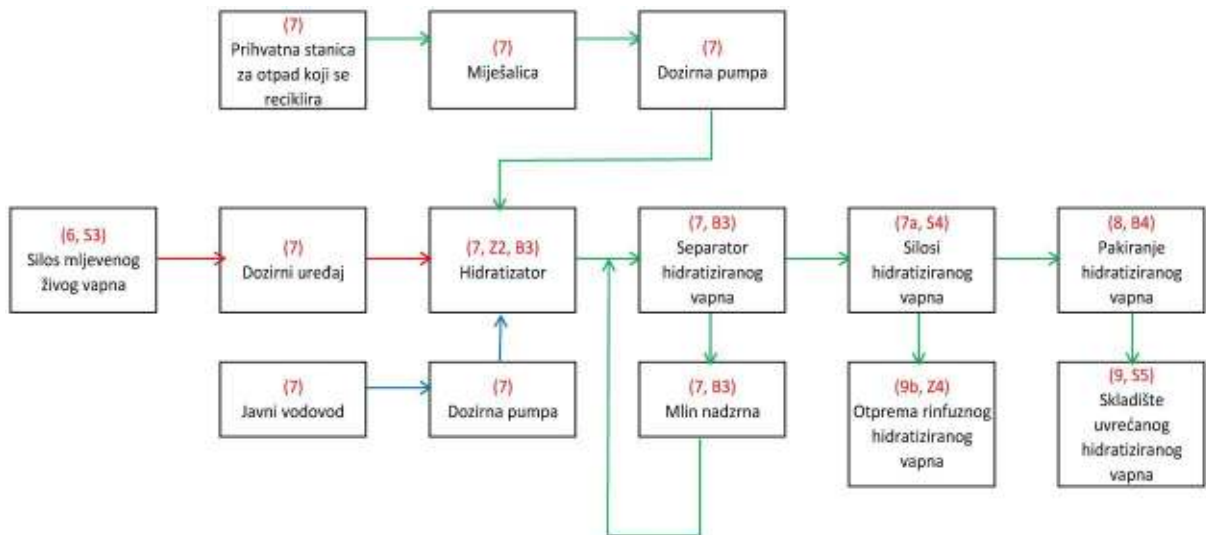 (7)
Prihvatna stanica
za otpad koji se
reciklira
(7)
Miješalica
(7)
Dozirna pumpa
(6, S3)
Silos mljevenog
živog vapna
(7)
Dozirni uređaj
(7, Z2, B3)
Hidratizator
(7, B3)
Separator
hidratiziranog
vapna
(7a, S4)
Silosi
hidratiziranog
vapna
(8, B4)
Pakiranje
hidratiziranog
vapna
(7)
Javni vodovod
(7)
Dozirna pumpa
(7, B3)
Mlin nadzrna
(9b, Z4)
Otprema rinfuznog
hidratiziranog
vapna
(9, S5)
Skladište
uvrećanog
hidratiziranog
vapna